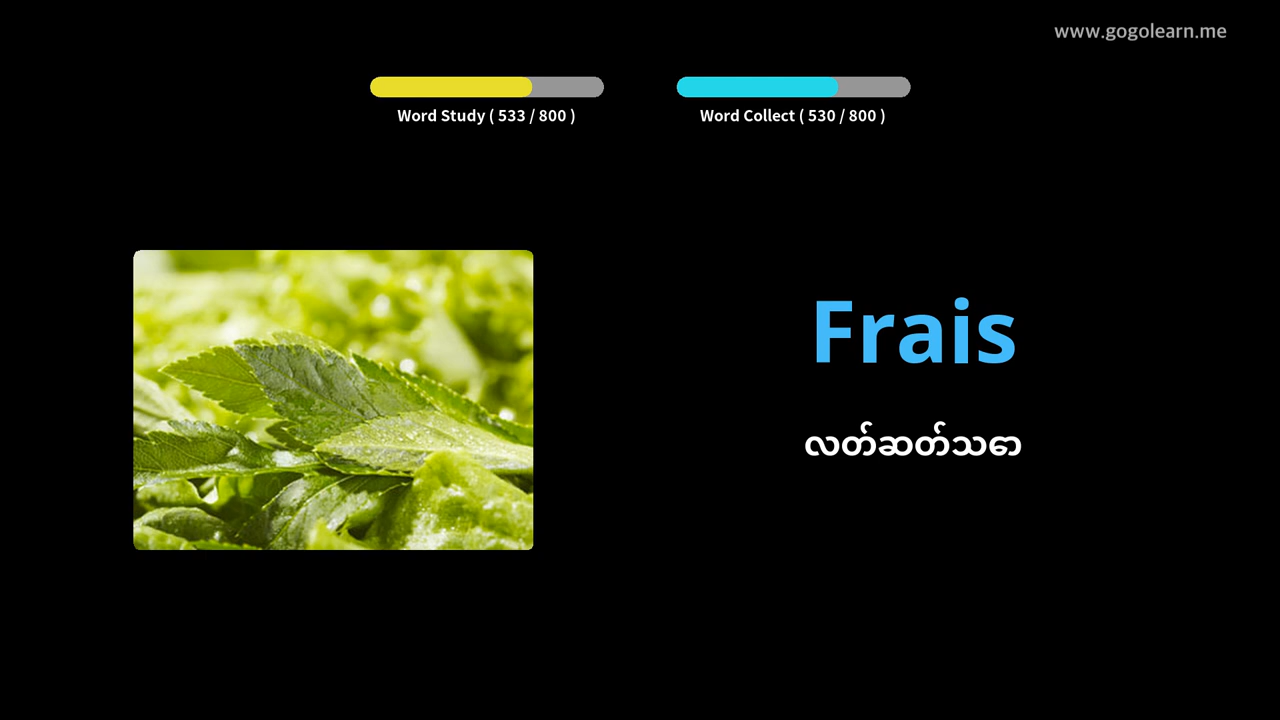 www.gogolearn.me
Word Study ( 533 / 800 )
Word Collect ( 530 / 800 )
Frais
လတ်ဆတ်သော